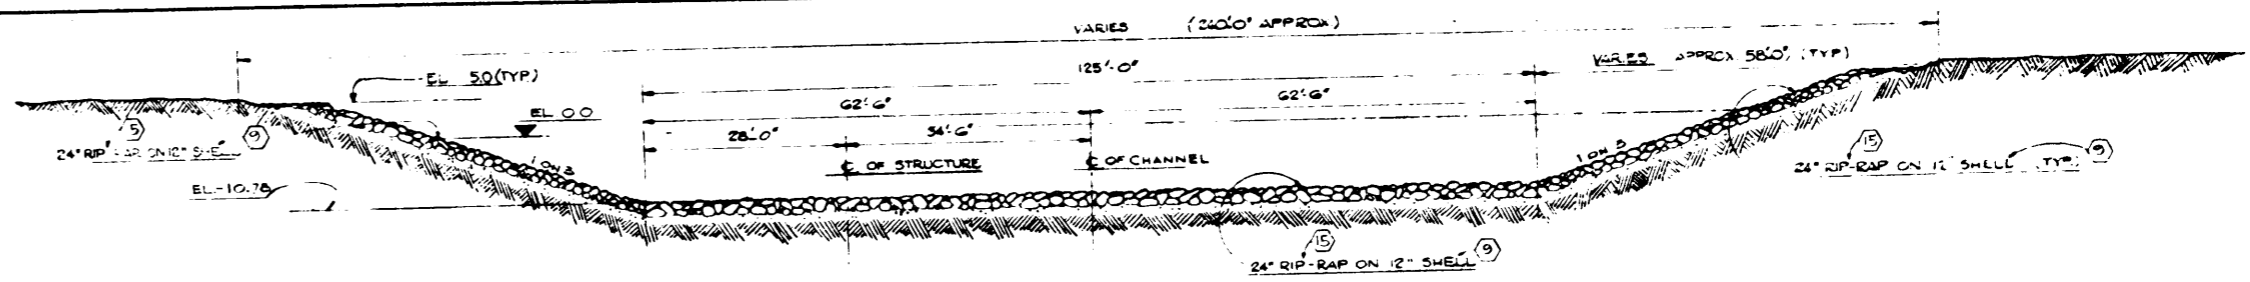 VARIES (240'.0" APPROX)
125'-0"
VARIES APPROX 58'.0", (TYP)
EL 5.0 (TYP)
62'-6"
62'-6"
EL 0.0
28'.0"
34'-6"
℄ OF STRUCTURE
℄ OF CHANNEL
5
9
24" RIP RAP ON 12" SHELL
1 ON 3
1 ON 3
EL-10.78
15
9
24" RIP-RAP ON 12" SHELL (TYP)
15
9
24" RIP-RAP ON 12" SHELL